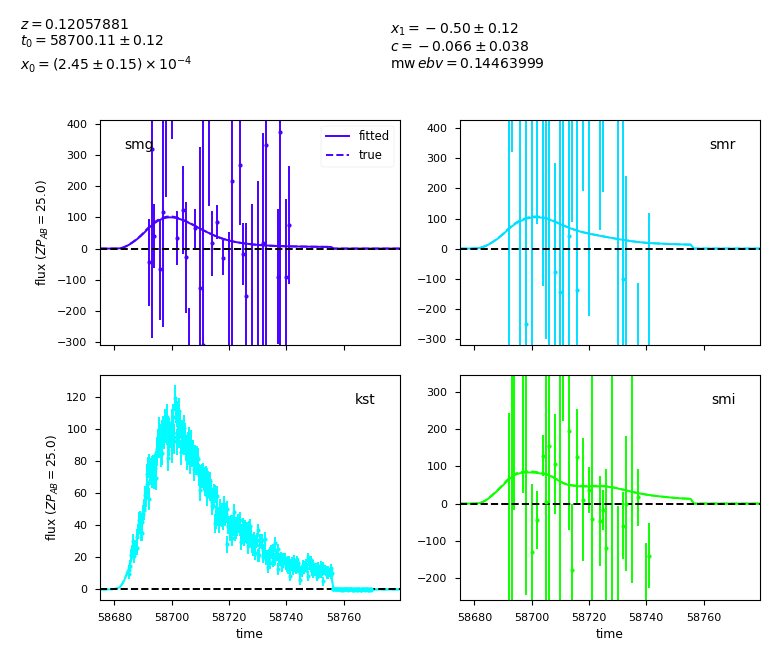 z = 0.12057881
t₀ = 58700.11 ± 0.12
x₀ = (2.45 ± 0.15) × 10⁻⁴
x₁ = −0.50 ± 0.12
c = −0.066 ± 0.038
mw ebv = 0.14463999
smg
fitted
true
400
300
200
100
0
−100
−200
−300
flux (ZP_AB = 25.0)
smr
400
300
200
100
0
−100
−200
−300
kst
120
100
80
60
40
20
0
flux (ZP_AB = 25.0)
58680 58700 58720 58740 58760
time
smi
300
200
100
0
−100
−200
58680 58700 58720 58740 58760
time